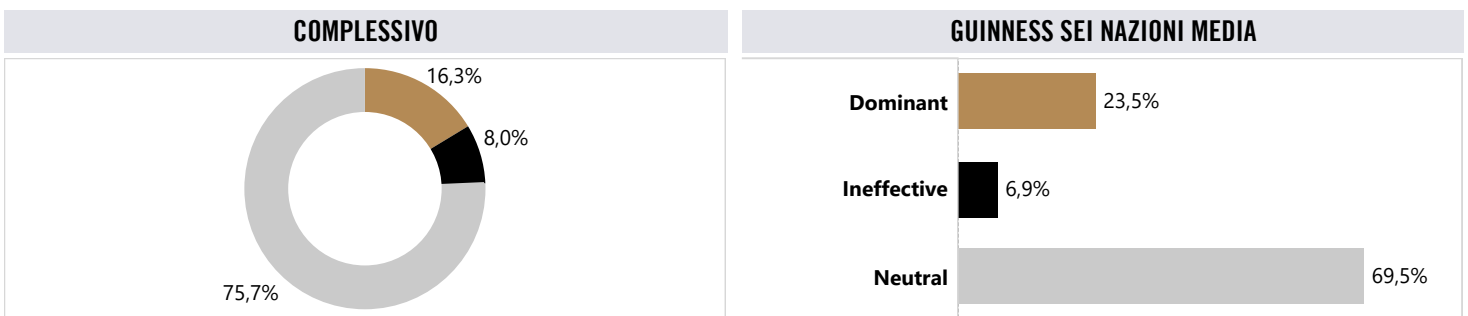 COMPLESSIVO
16,3%
8,0%
75,7%
GUINNESS SEI NAZIONI MEDIA
Dominant 23,5%
Ineffective 6,9%
Neutral 69,5%